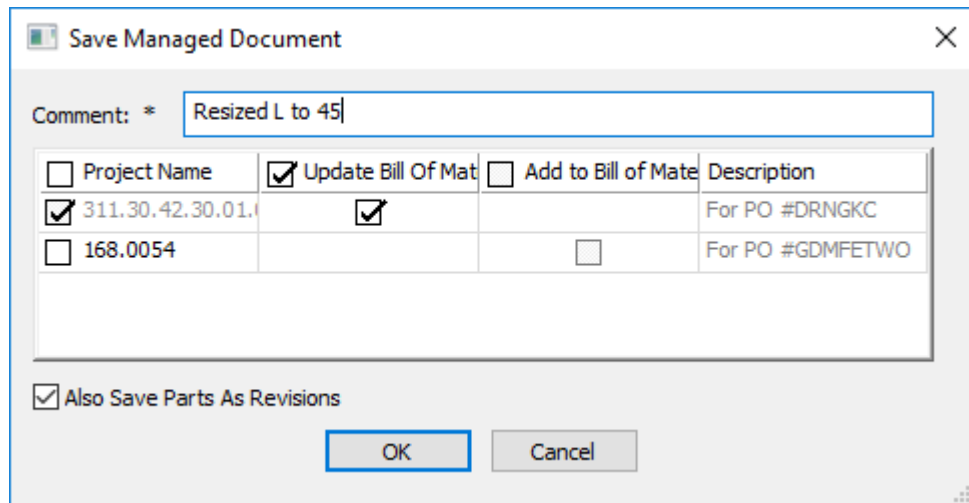 Save Managed Document
Comment: * Resized L to 45
Project Name Update Bill Of Mat Add to Bill of Mate Description
311.30.42.30.01. For PO #DRNGKC
168.0054 For PO #GDMFETWO
Also Save Parts As Revisions
OK Cancel